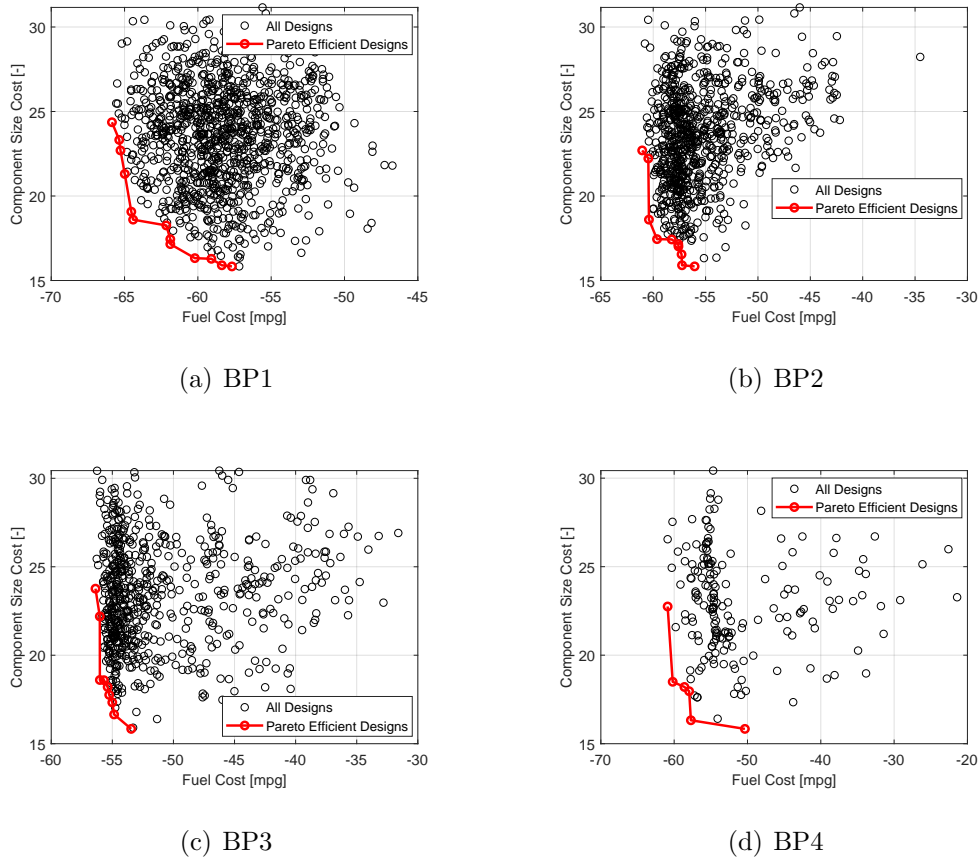 30
25
20
15
Component Size Cost [-]
All Designs
Pareto Efficient Designs
-70 -65 -60 -55 -50 -45
Fuel Cost [mpg]
(a) BP1
30
25
20
15
Component Size Cost [-]
All Designs
Pareto Efficient Designs
-65 -60 -55 -50 -45 -40 -35 -30
Fuel Cost [mpg]
(b) BP2
30
25
20
15
Component Size Cost [-]
All Designs
Pareto Efficient Designs
-55 -50 -45 -40 -35 -30
Fuel Cost [mpg]
(c) BP3
30
25
20
15
Component Size Cost [-]
All Designs
Pareto Efficient Designs
-70 -60 -50 -40 -30 -20
Fuel Cost [mpg]
(d) BP4